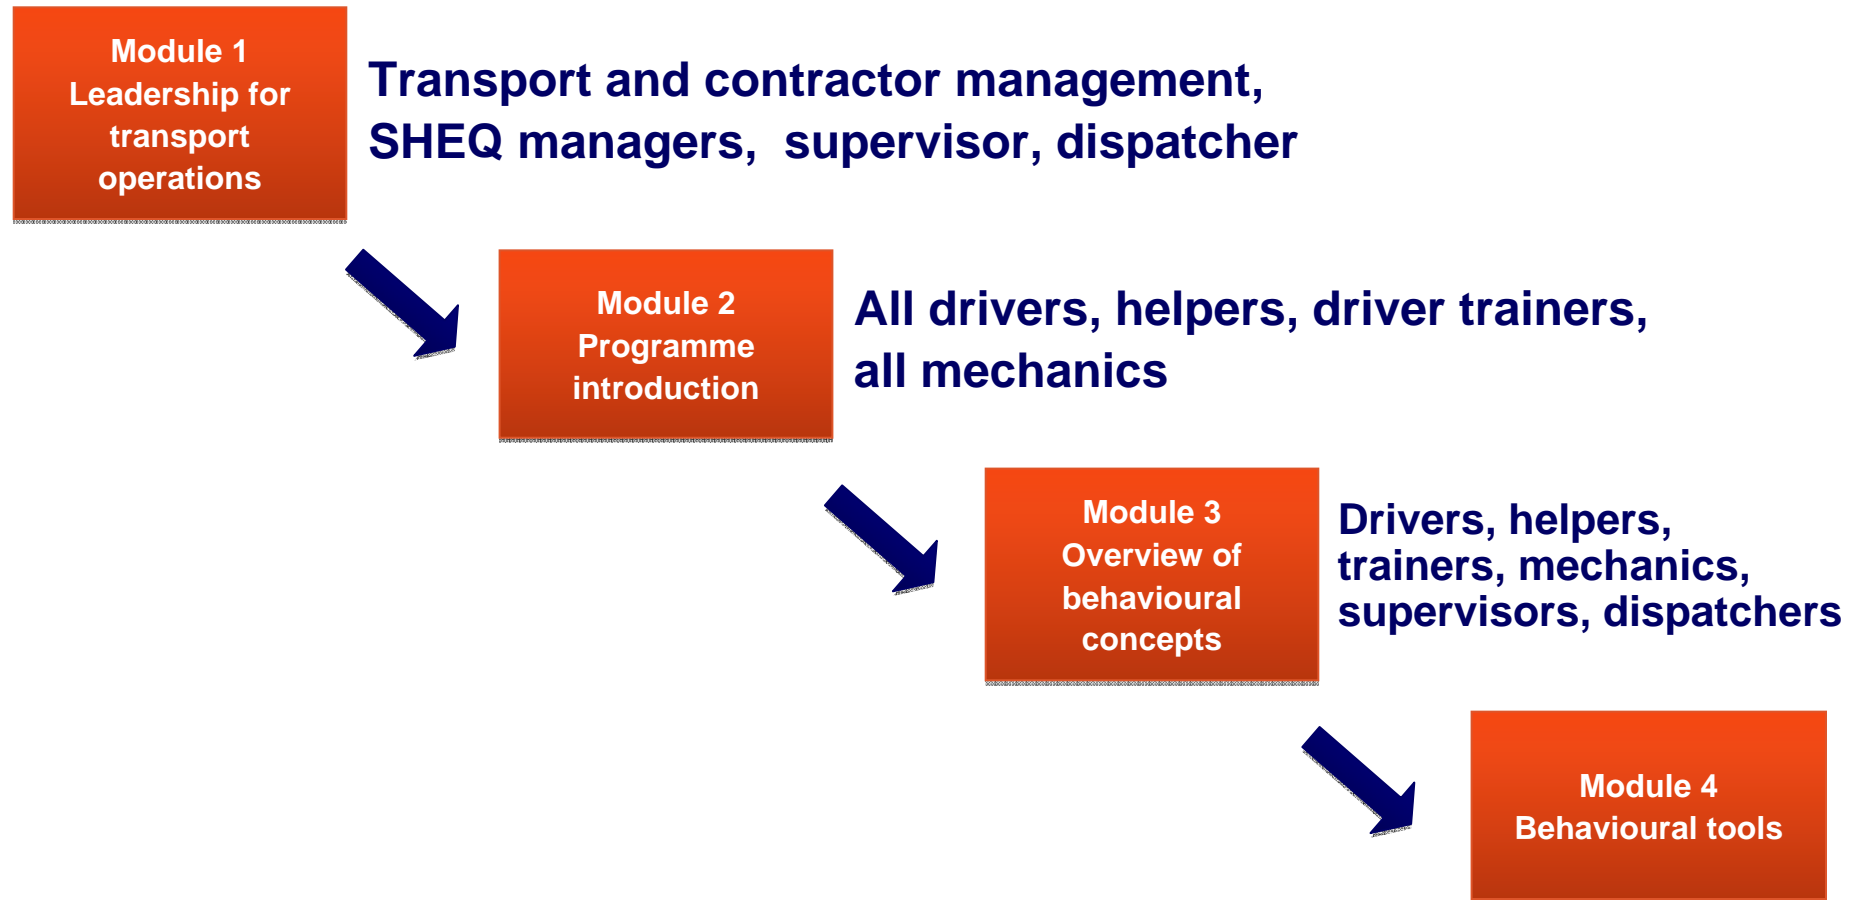 Module 1
Leadership for
transport
operations
Transport and contractor management,
SHEQ managers,  supervisor, dispatcher
Module 2
Programme
introduction
All drivers, helpers, driver trainers,
all mechanics
Module 3
Overview of
behavioural
concepts
Drivers, helpers,
trainers, mechanics,
supervisors, dispatchers
Module 4
Behavioural tools